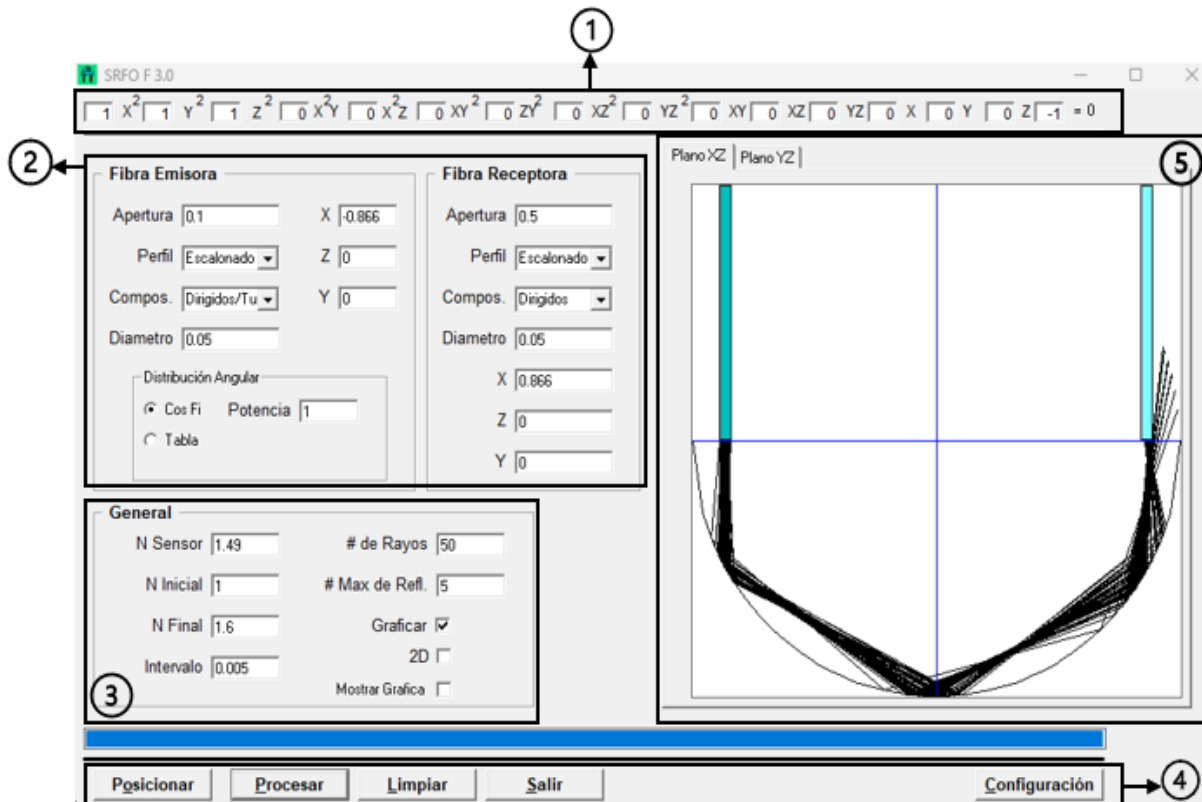 1
SRFO F 3.0
1 X2 1 Y2 1 Z2 0 X2Y 0 X2Z 0 XY2 0 ZY2 0 XZ2 0 YZ2 0 XY 0 XZ 0 YZ 0 X 0 Y 0 Z -1 = 0
2
Fibra Emisora
Apertura 0.1 X -0.866
Perfil Escalonado Z 0
Compos. Dirigidos/Tu Y 0
Diametro 0.05
Distribución Angular
Cos Fi Potencia 1
Tabla
Fibra Receptora
Apertura 0.5
Perfil Escalonado
Compos. Dirigidos
Diametro 0.05
X 0.866
Z 0
Y 0
Plano XZ Plano YZ
5
General
N Sensor 1.49 # de Rayos 50
N Inicial 1 # Max de Refl. 5
N Final 1.6 Graficar
2D
Intervalo 0.005
Mostrar Grafica
3
Posicionar Procesar Limpiar Salir Configuración
4